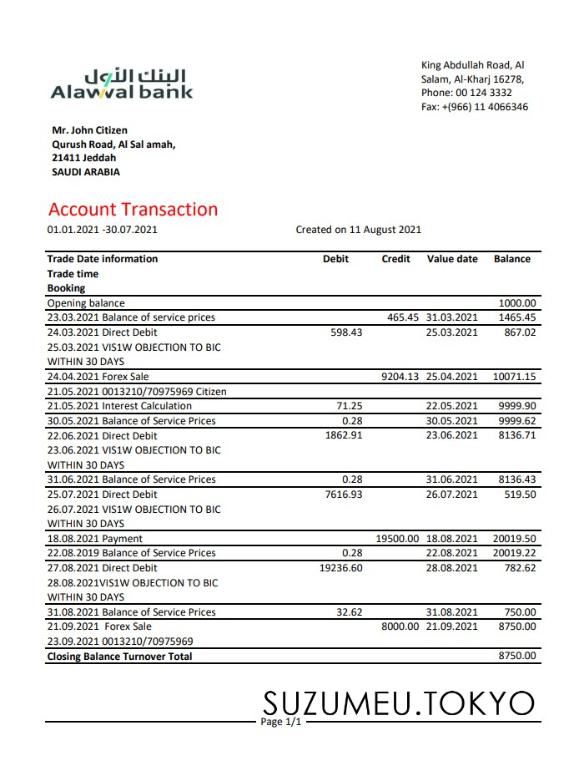 البنك الأول
Alawwal bank
King Abdullah Road, Al
Salam, Al-Kharj 16278,
Phone: 00 124 3332
Fax: +(966) 11 4066346
Mr. John Citizen
Qurush Road, Al Sal amah,
21411 Jeddah
SAUDI ARABIA
Account Transaction
01.01.2021 -30.07.2021 Created on 11 August 2021
Trade Date information Debit Credit Value date Balance
Trade time
Booking
Opening balance 1000.00
23.03.2021 Balance of service prices 465.45 31.03.2021 1465.45
24.03.2021 Direct Debit 598.43 25.03.2021 867.02
25.03.2021 VIS1W OBJECTION TO BIC
WITHIN 30 DAYS
24.04.2021 Forex Sale 9204.13 25.04.2021 10071.15
21.05.2021 0013210/70975969 Citizen
21.05.2021 Interest Calculation 71.25 22.05.2021 9999.90
30.05.2021 Balance of Service Prices 0.28 30.05.2021 9999.62
22.06.2021 Direct Debit 1862.91 23.06.2021 8136.71
23.06.2021 VIS1W OBJECTION TO BIC
WITHIN 30 DAYS
31.06.2021 Balance of Service Prices 0.28 31.06.2021 8136.43
25.07.2021 Direct Debit 7616.93 26.07.2021 519.50
26.07.2021 VIS1W OBJECTION TO BIC
WITHIN 30 DAYS
18.08.2021 Payment 19500.00 18.08.2021 20019.50
22.08.2019 Balance of Service Prices 0.28 22.08.2021 20019.22
27.08.2021 Direct Debit 19236.60 28.08.2021 782.62
28.08.2021VIS1W OBJECTION TO BIC
WITHIN 30 DAYS
31.08.2021 Balance of Service Prices 32.62 31.08.2021 750.00
21.09.2021 Forex Sale 8000.00 21.09.2021 8750.00
23.09.2021 0013210/70975969
Closing Balance Turnover Total 8750.00
SUZUMEU.TOKYO
Page 1/1